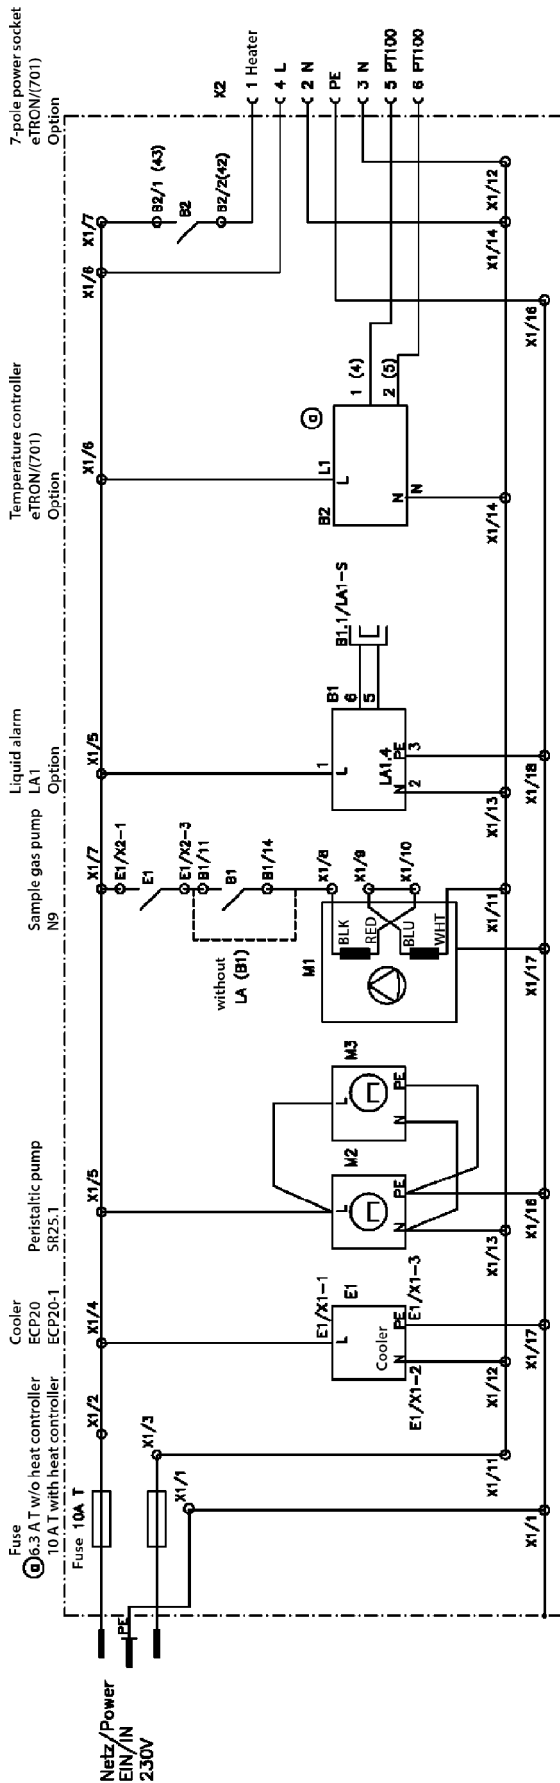 Fuse
ⓐ 6.3 A T w/o heat controller
10 A T with heat controller
Cooler
ECP20
ECP20-1
Peristaltic pump
SR25.1
Sample gas pump
N9
Liquid alarm
LA1
Option
Temperature controller
eTRON/(701)
Option
7-pole power socket
eTRON/(701)
Option
Netz/Power
EIN/IN
230V
PE
Fuse 10A T
X1/2
X1/3
X1/1
X1/4
X1/5
X1/7
X1/5
X1/6
X1/6
X1/7
E1/X1-1
E1
L
Cooler
N
PE
E1/X1-2
E1/X1-3
M2
L
N
PE
M3
L
N
PE
E1/X2-1
E1
E1/X2-3
B1/11
B1
B1/14
without
LA (B1)
X1/8
X1/9
X1/10
M1
BLK
RED
BLU
WHT
B1
1
L
LA1.4
N
PE
2
3
6
5
B1.1/LA1-S
B2
L1
L
N
N
ⓐ
1 (4)
2 (5)
B2/1 (43)
B2
B2/2(42)
X2
1 Heater
4 L
2 N
PE
3 N
5 PT100
6 PT100
X1/11
X1/12
X1/13
X1/11
X1/13
X1/14
X1/14
X1/12
X1/1
X1/17
X1/16
X1/17
X1/18
X1/16